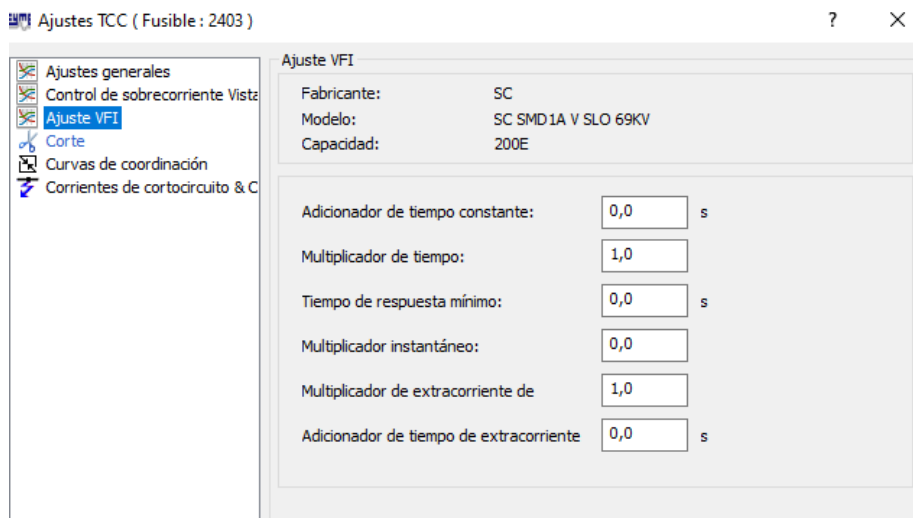 Ajustes TCC ( Fusible : 2403 )
?
Ajustes generales
Control de sobrecorriente Vista
Ajuste VFI
Corte
Curvas de coordinación
Corrientes de cortocircuito & C
Ajuste VFI
Fabricante: SC
Modelo: SC SMD1A V SLO 69KV
Capacidad: 200E
Adicionador de tiempo constante: 0,0 s
Multiplicador de tiempo: 1,0
Tiempo de respuesta mínimo: 0,0 s
Multiplicador instantáneo: 0,0
Multiplicador de extracorriente de 1,0
Adicionador de tiempo de extracorriente 0,0 s